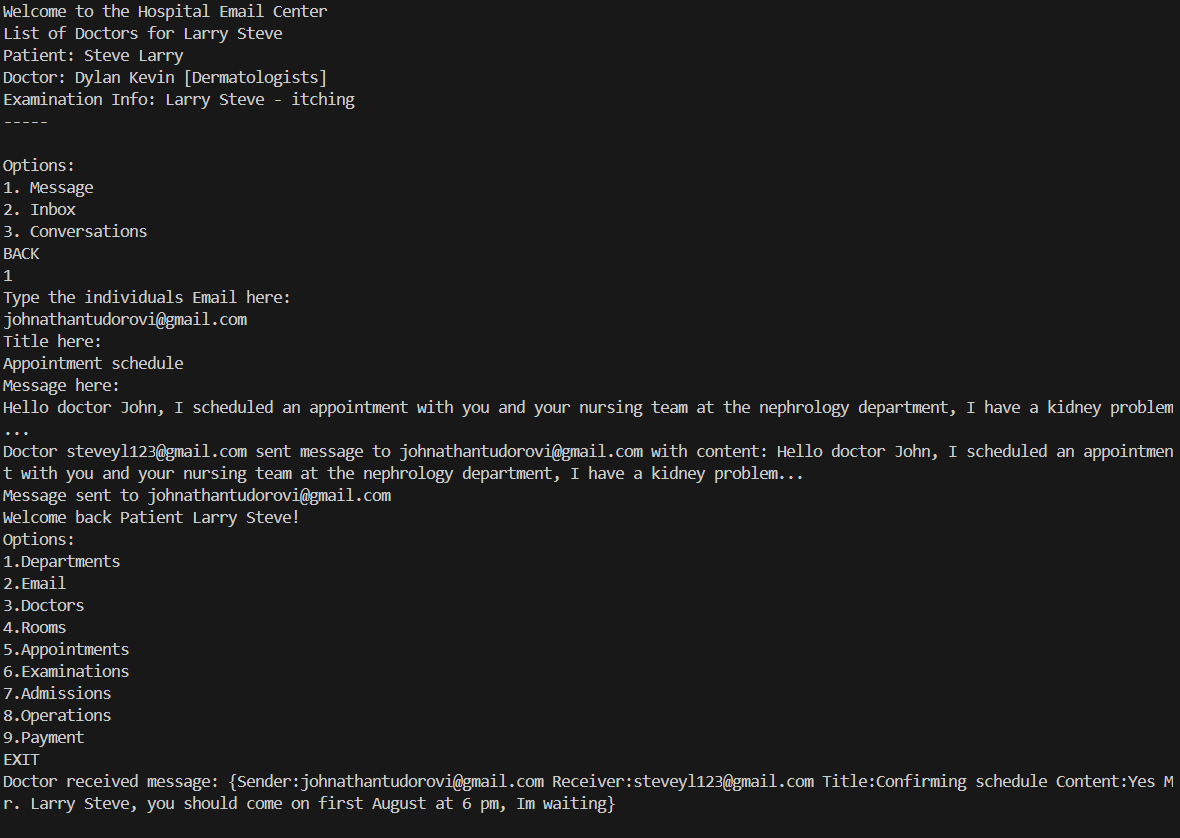 Welcome to the Hospital Email Center
List of Doctors for Larry Steve
Patient: Steve Larry
Doctor: Dylan Kevin [Dermatologists]
Examination Info: Larry Steve - itching
-----
Options:
1. Message
2. Inbox
3. Conversations
BACK
1
Type the individuals Email here:
johnathantudorovi@gmail.com
Title here:
Appointment schedule
Message here:
Hello doctor John, I scheduled an appointment with you and your nursing team at the nephrology department, I have a kidney problem
...
Doctor steveyl123@gmail.com sent message to johnathantudorovi@gmail.com with content: Hello doctor John, I scheduled an appointmen
t with you and your nursing team at the nephrology department, I have a kidney problem...
Message sent to johnathantudorovi@gmail.com
Welcome back Patient Larry Steve!
Options:
1.Departments
2.Email
3.Doctors
4.Rooms
5.Appointments
6.Examinations
7.Admissions
8.Operations
9.Payment
EXIT
Doctor received message: {Sender:johnathantudorovi@gmail.com Receiver:steveyl123@gmail.com Title:Confirming schedule Content:Yes M
r. Larry Steve, you should come on first August at 6 pm, Im waiting}